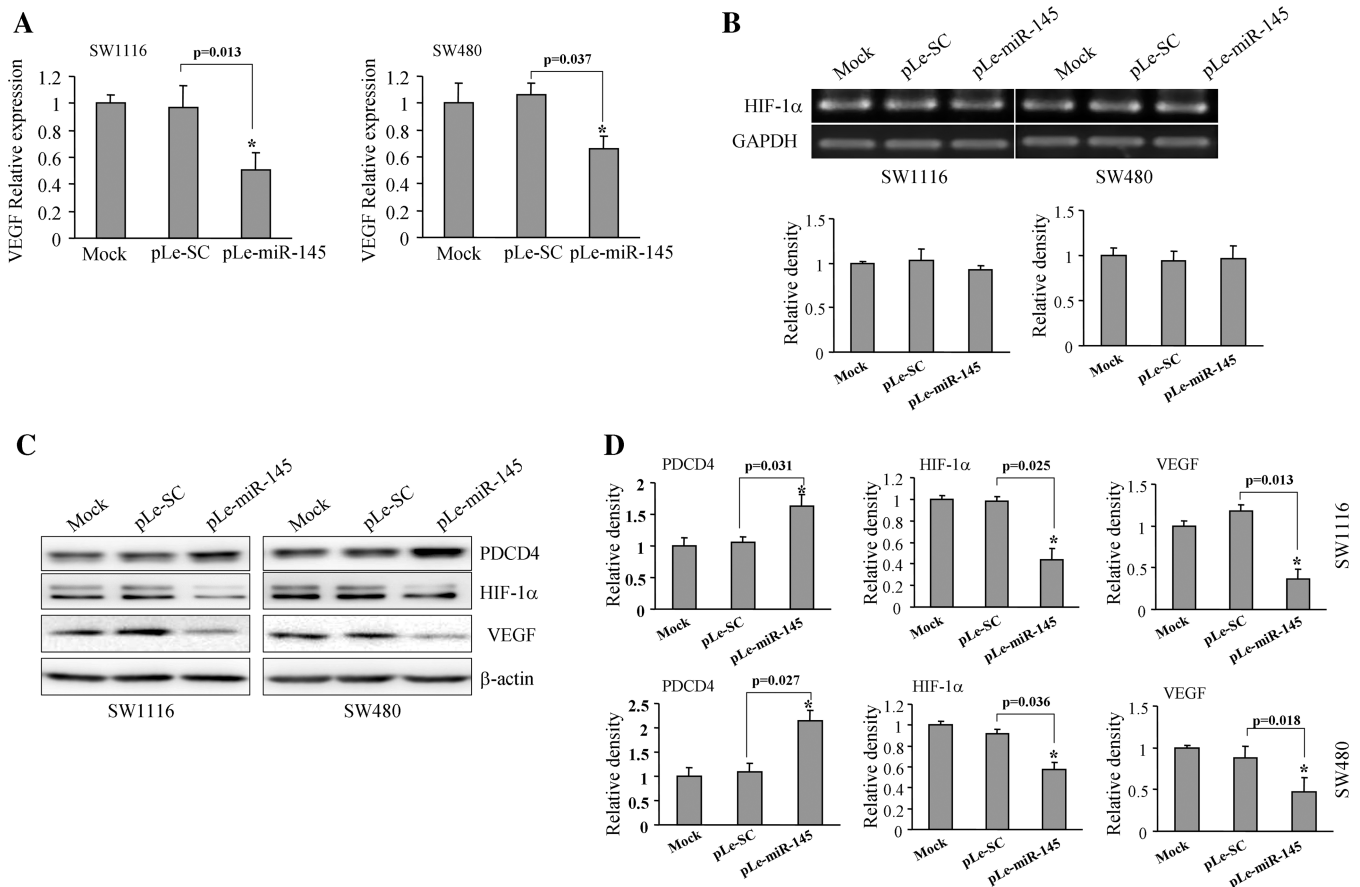 A
SW1116
p=0.013
VEGF Relative expression
1.2
1
0.8
0.6
0.4
0.2
0
*
Mock pLe-SC pLe-miR-145
SW480
p=0.037
VEGF Relative expression
1.2
1
0.8
0.6
0.4
0.2
0
*
Mock pLe-SC pLe-miR-145
B
Mock pLe-SC pLe-miR-145 Mock pLe-SC pLe-miR-145
HIF-1α
GAPDH
SW1116 SW480
Relative density
1.5
1
0.5
0
Mock pLe-SC pLe-miR-145
Relative density
1.5
1
0.5
0
Mock pLe-SC pLe-miR-145
C
Mock pLe-SC pLe-miR-145 Mock pLe-SC pLe-miR-145
PDCD4
HIF-1α
VEGF
β-actin
SW1116 SW480
D
PDCD4
p=0.031
Relative density
2
1.5
1
0.5
0
*
Mock pLe-SC pLe-miR-145
HIF-1α
p=0.025
Relative density
1.2
1
0.8
0.6
0.4
0.2
0
*
Mock pLe-SC pLe-miR-145
VEGF
p=0.013
Relative density
1.5
1
0.5
0
*
Mock pLe-SC pLe-miR-145
SW1116
PDCD4
p=0.027
Relative density
2.5
2
1.5
1
0.5
0
*
Mock pLe-SC pLe-miR-145
HIF-1α
p=0.036
Relative density
1.2
1
0.8
0.6
0.4
0.2
0
*
Mock pLe-SC pLe-miR-145
VEGF
p=0.018
Relative density
1.5
1
0.5
0
*
Mock pLe-SC pLe-miR-145
SW480